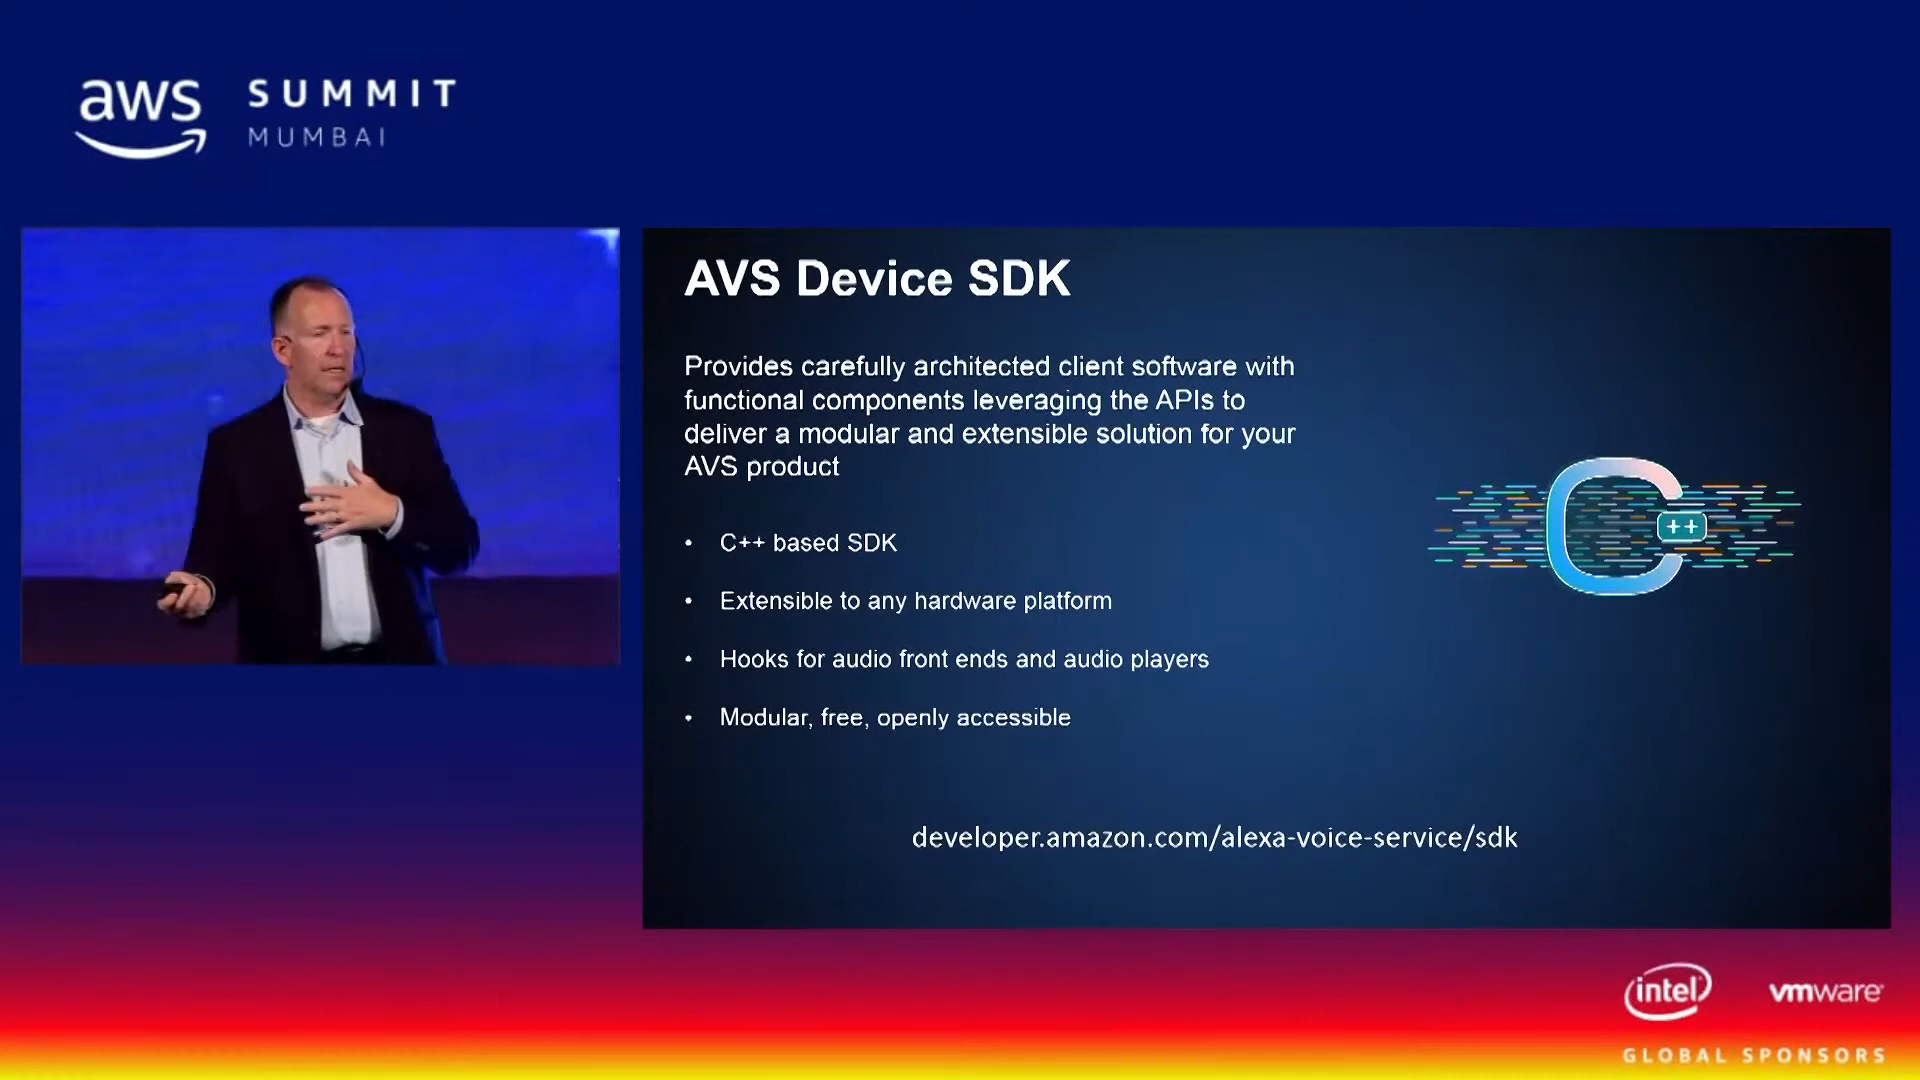 aws SUMMIT
MUMBAI
AVS Device SDK
Provides carefully architected client software with
functional components leveraging the APIs to
deliver a modular and extensible solution for your
AVS product
• C++ based SDK
• Extensible to any hardware platform
• Hooks for audio front ends and audio players
• Modular, free, openly accessible
C++
developer.amazon.com/alexa-voice-service/sdk
intel vmware
GLOBAL SPONSORS